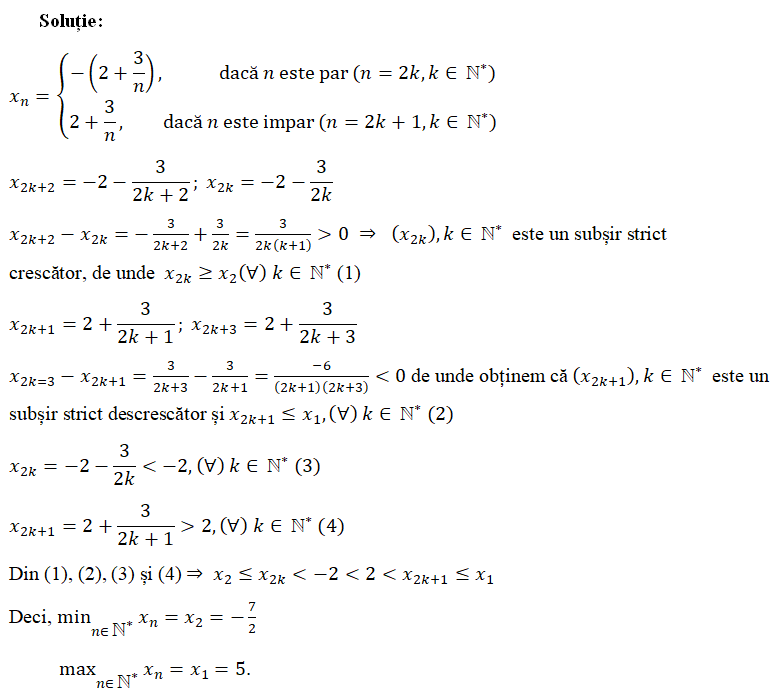 Soluție:
x_n = { −(2 + 3/n), dacă n este par (n = 2k, k ∈ ℕ*)
2 + 3/n, dacă n este impar (n = 2k + 1, k ∈ ℕ*)
x_{2k+2} = −2 − 3/(2k + 2); x_{2k} = −2 − 3/(2k)
x_{2k+2} − x_{2k} = − 3/(2k+2) + 3/(2k) = 3/(2k(k+1)) > 0 ⇒ (x_{2k}), k ∈ ℕ* este un subșir strict
crescător, de unde x_{2k} ≥ x_2(∀) k ∈ ℕ* (1)
x_{2k+1} = 2 + 3/(2k + 1); x_{2k+3} = 2 + 3/(2k + 3)
x_{2k=3} − x_{2k+1} = 3/(2k+3) − 3/(2k+1) = −6/((2k+1)(2k+3)) < 0 de unde obținem că (x_{2k+1}), k ∈ ℕ* este un
subșir strict descrescător și x_{2k+1} ≤ x_1, (∀) k ∈ ℕ* (2)
x_{2k} = −2 − 3/(2k) < −2, (∀) k ∈ ℕ* (3)
x_{2k+1} = 2 + 3/(2k + 1) > 2, (∀) k ∈ ℕ* (4)
Din (1), (2), (3) și (4) ⇒ x_2 ≤ x_{2k} < −2 < 2 < x_{2k+1} ≤ x_1
Deci, min_{n∈ℕ*} x_n = x_2 = −7/2
max_{n∈ℕ*} x_n = x_1 = 5.